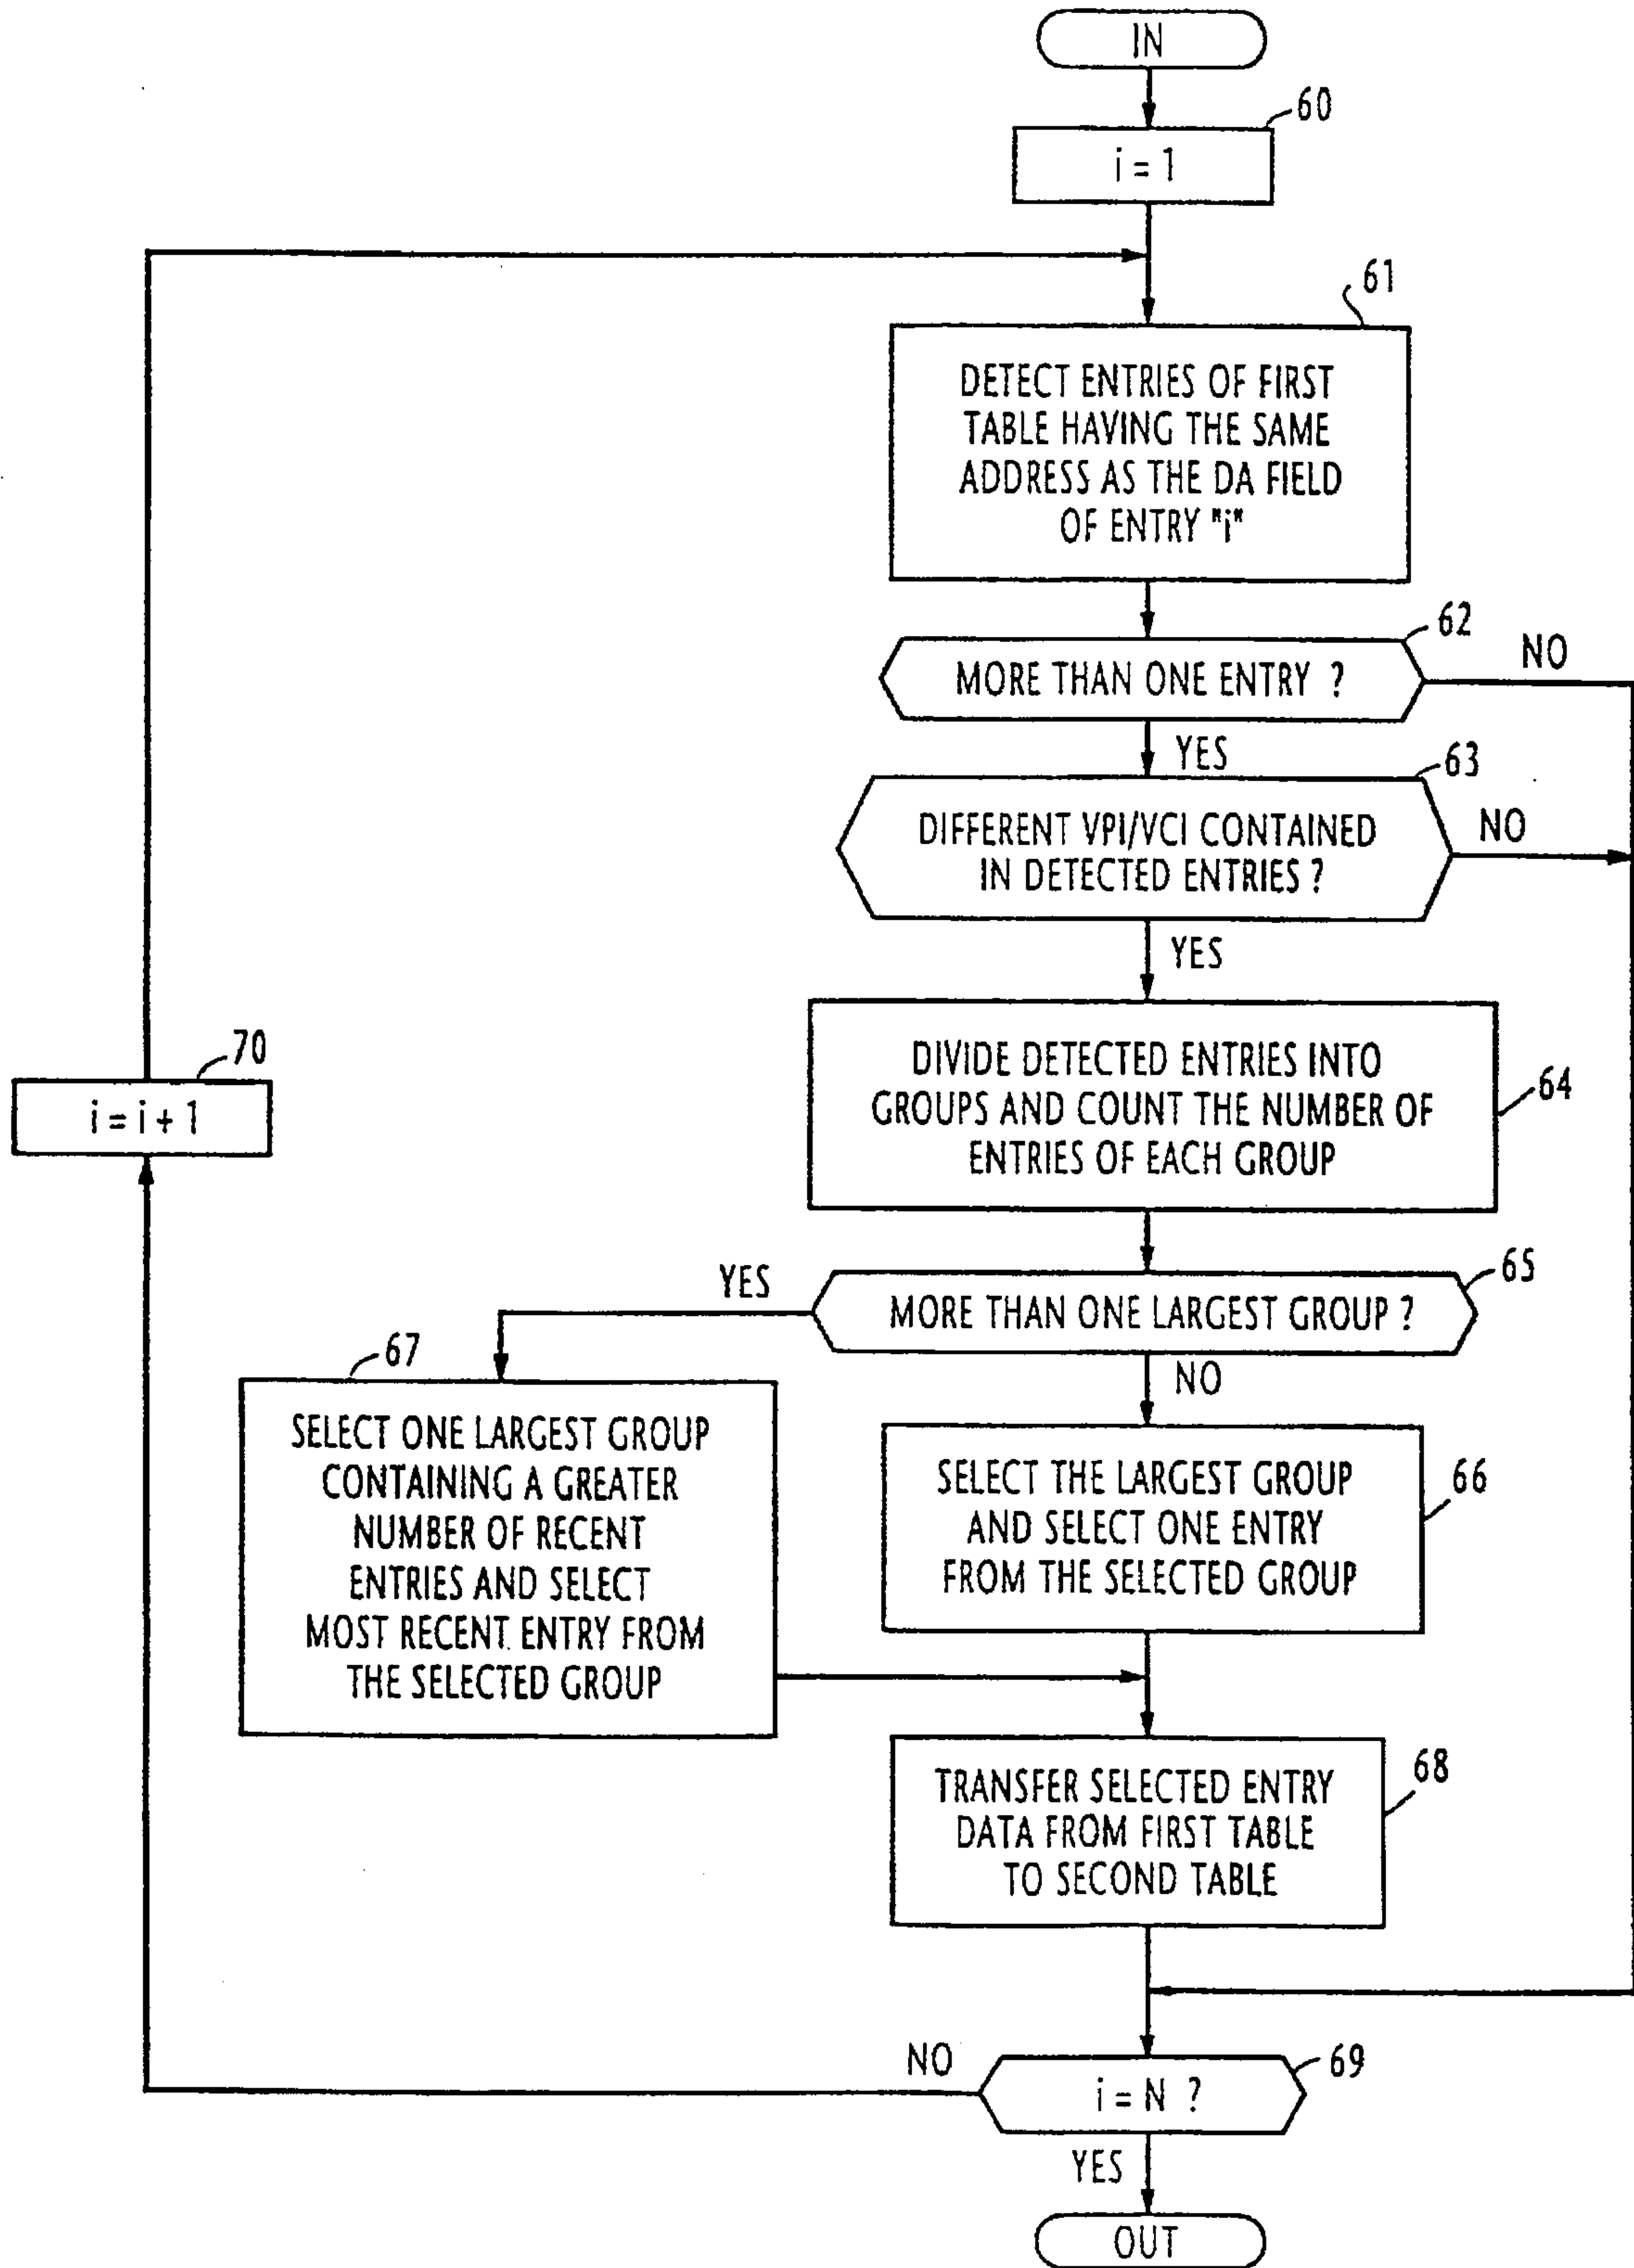 IN
60
i = 1
61
DETECT ENTRIES OF FIRST
TABLE HAVING THE SAME
ADDRESS AS THE DA FIELD
OF ENTRY "i"
62
NO
MORE THAN ONE ENTRY ?
YES
63
DIFFERENT VPI/VCI CONTAINED
IN DETECTED ENTRIES ?
NO
YES
70
i = i + 1
DIVIDE DETECTED ENTRIES INTO
GROUPS AND COUNT THE NUMBER OF
ENTRIES OF EACH GROUP
64
65
YES
MORE THAN ONE LARGEST GROUP ?
NO
67
SELECT ONE LARGEST GROUP
CONTAINING A GREATER
NUMBER OF RECENT
ENTRIES AND SELECT
MOST RECENT ENTRY FROM
THE SELECTED GROUP
SELECT THE LARGEST GROUP
AND SELECT ONE ENTRY
FROM THE SELECTED GROUP
66
TRANSFER SELECTED ENTRY
DATA FROM FIRST TABLE
TO SECOND TABLE
68
NO
69
i = N ?
YES
OUT